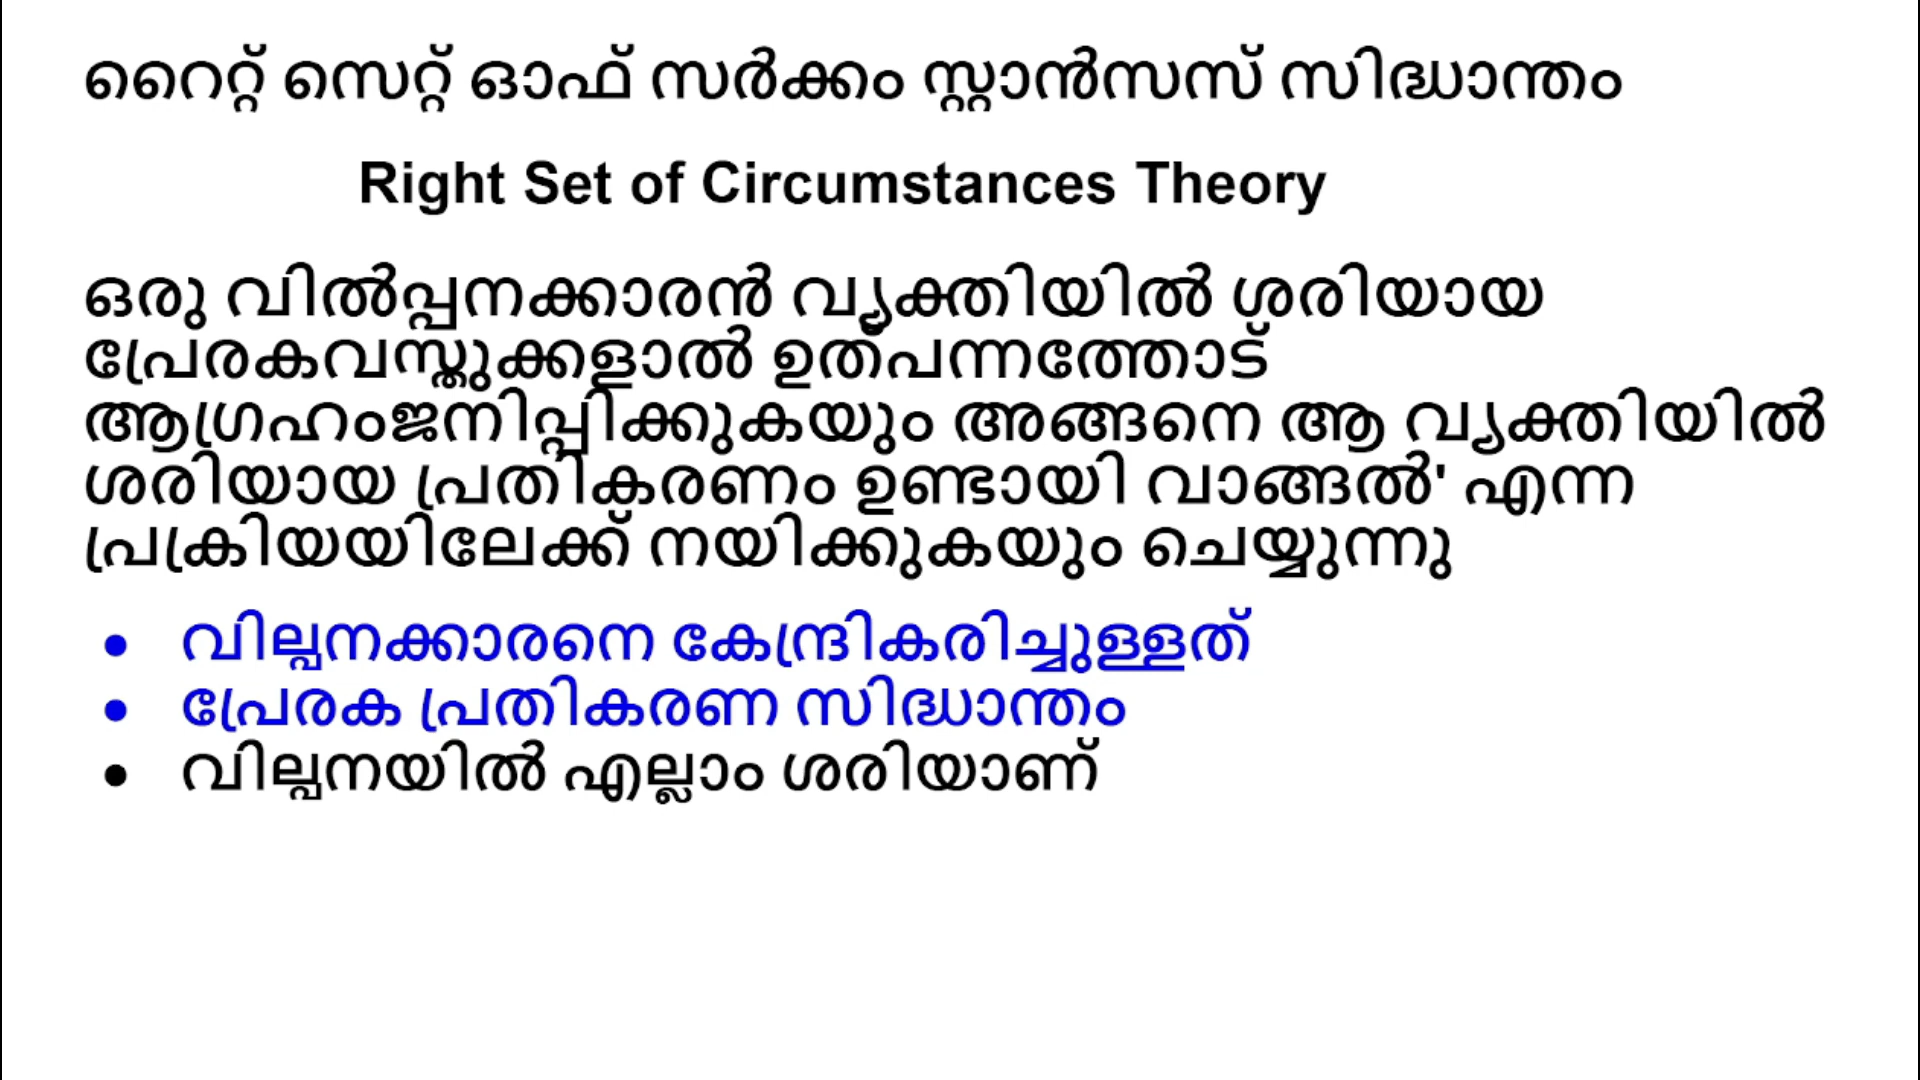 റൈറ്റ് സെറ്റ് ഓഫ് സർക്കം സ്റ്റാൻസസ് സിദ്ധാന്തം
Right Set of Circumstances Theory
ഒരു വിൽപ്പനക്കാരൻ വ്യക്തിയിൽ ശരിയായ
പ്രേരകവസ്തുക്കളാൽ ഉത്പന്നത്തോട്
ആഗ്രഹംജനിപ്പിക്കുകയും അങ്ങനെ ആ വ്യക്തിയിൽ
ശരിയായ പ്രതികരണം ഉണ്ടായി വാങ്ങൽ' എന്ന
പ്രക്രിയയിലേക്ക് നയിക്കുകയും ചെയ്യുന്നു
• വില്പനക്കാരനെ കേന്ദ്രികരിച്ചുള്ളത്
• പ്രേരക പ്രതികരണ സിദ്ധാന്തം
• വില്പനയിൽ എല്ലാം ശരിയാണ്